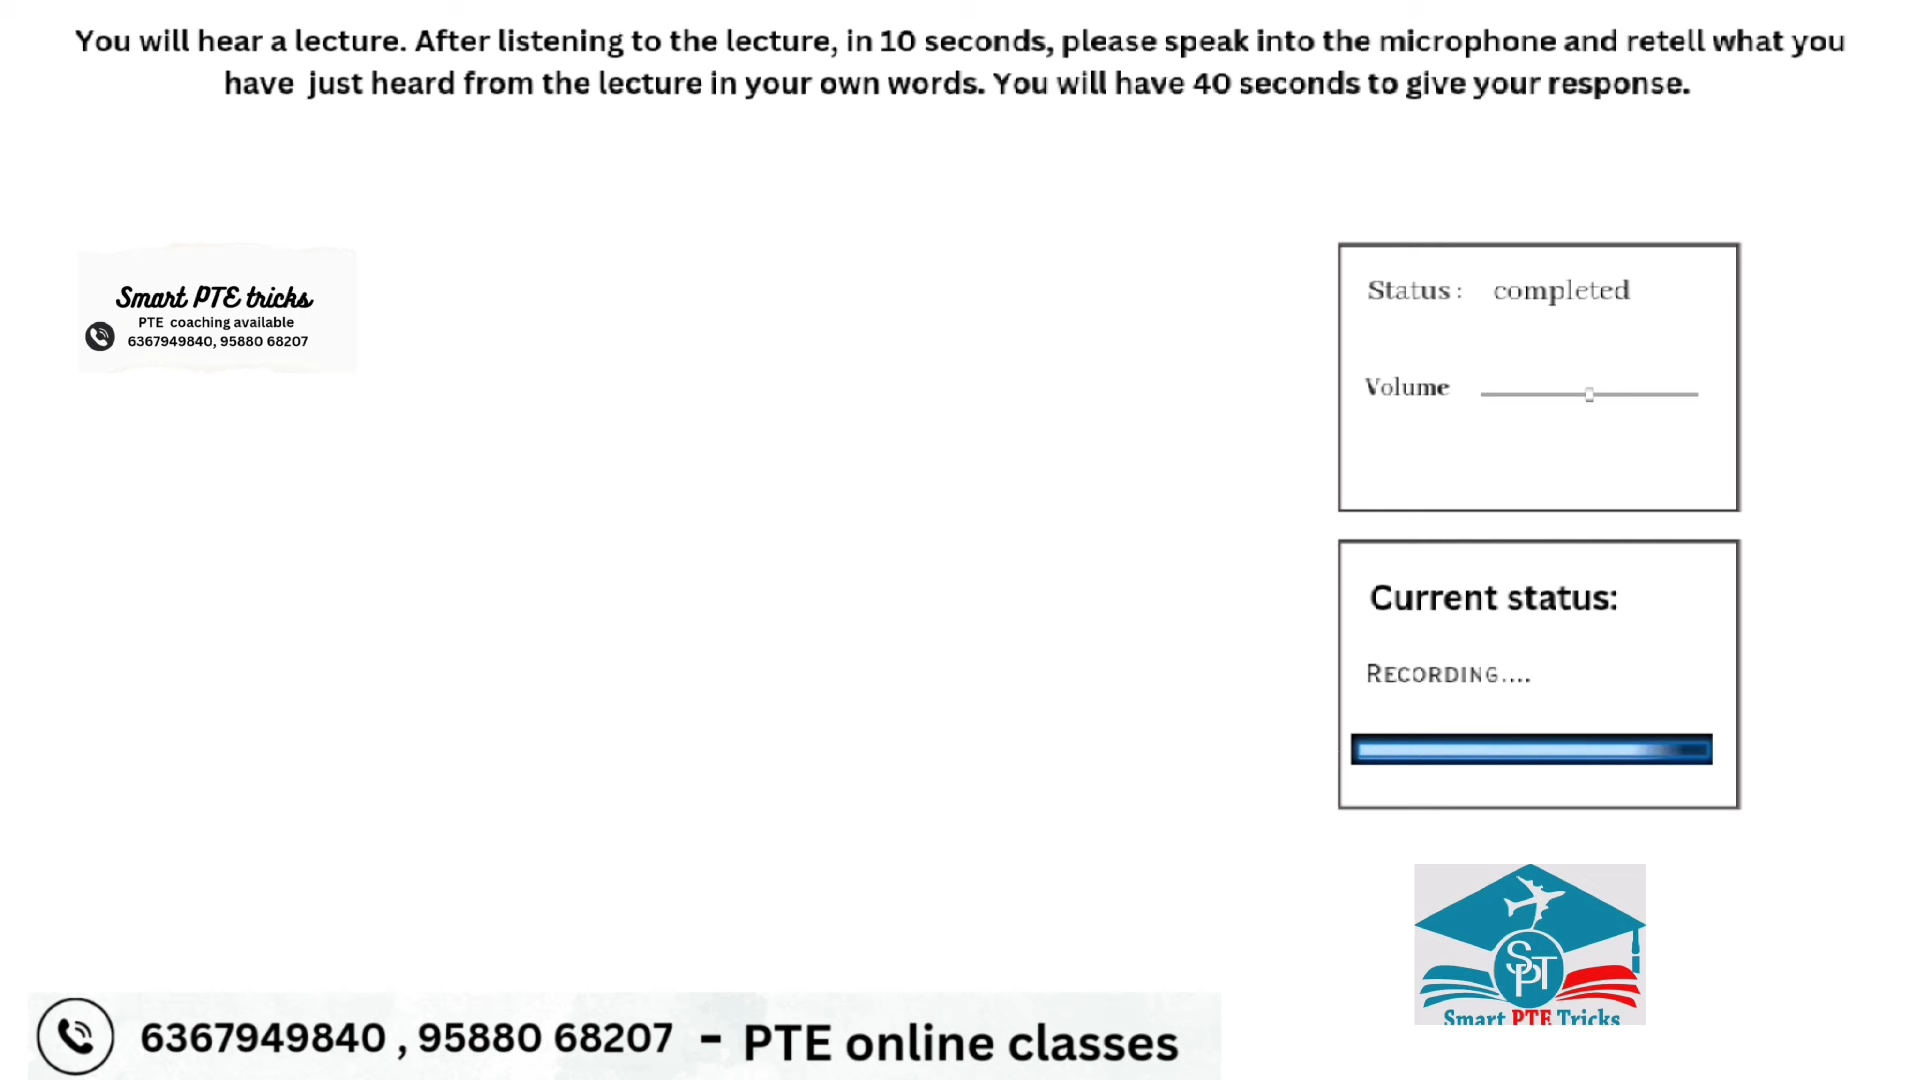 You will hear a lecture. After listening to the lecture, in 10 seconds, please speak into the microphone and retell what you
have just heard from the lecture in your own words. You will have 40 seconds to give your response.
Smart PTE tricks
PTE coaching available
6367949840, 95880 68207
Status: completed
Volume
Current status:
RECORDING....
SPT
Smart PTE Tricks
6367949840 , 95880 68207 - PTE online classes